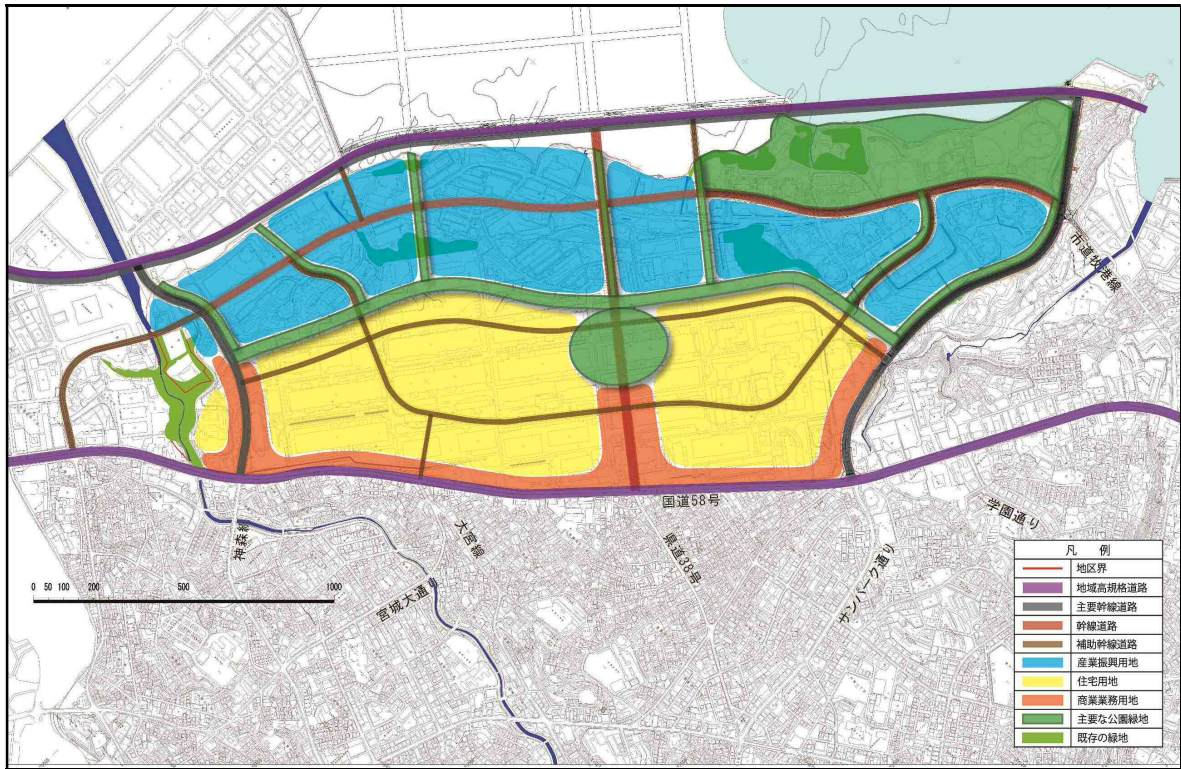 市道牧港線
国道58号
学園通り
神森線
大宮線
県道38号
サンパーク通り
宮城大通り
0 50 100 200 500 1000
凡 例
地区界
地域高規格道路
主要幹線道路
幹線道路
補助幹線道路
産業振興用地
住宅用地
商業業務用地
主要な公園緑地
既存の緑地